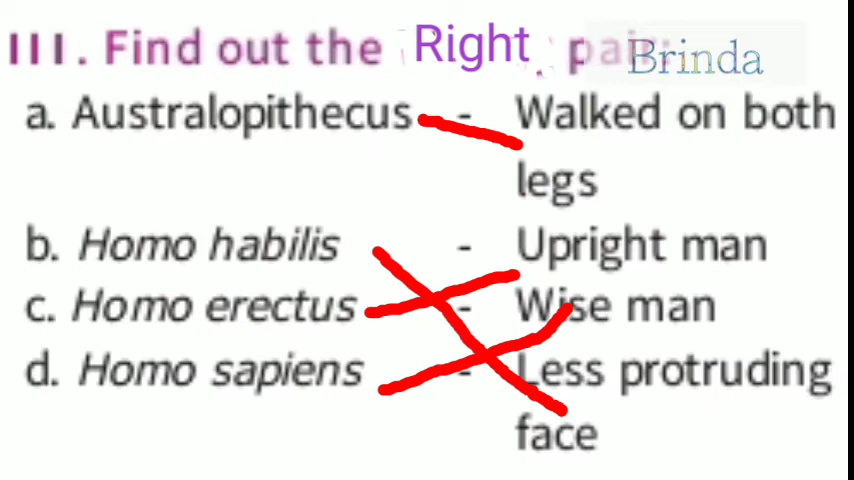 III. Find out the Right pair: Brinda
a. Australopithecus - Walked on both
legs
b. Homo habilis - Upright man
c. Homo erectus - Wise man
d. Homo sapiens - Less protruding
face